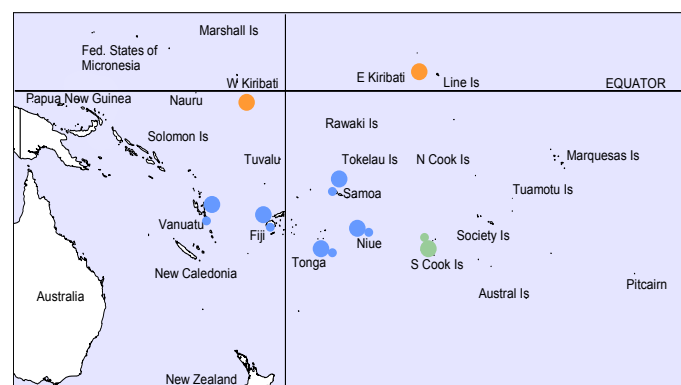 Marshall Is
Fed. States of
Micronesia
W Kiribati
E Kiribati
Line Is
EQUATOR
Papua New Guinea
Nauru
Rawaki Is
Solomon Is
Tuvalu
Tokelau Is
N Cook Is
Marquesas Is
Samoa
Tuamotu Is
Vanuatu
Fiji
Niue
Society Is
Tonga
S Cook Is
New Caledonia
Australia
Austral Is
Pitcairn
New Zealand